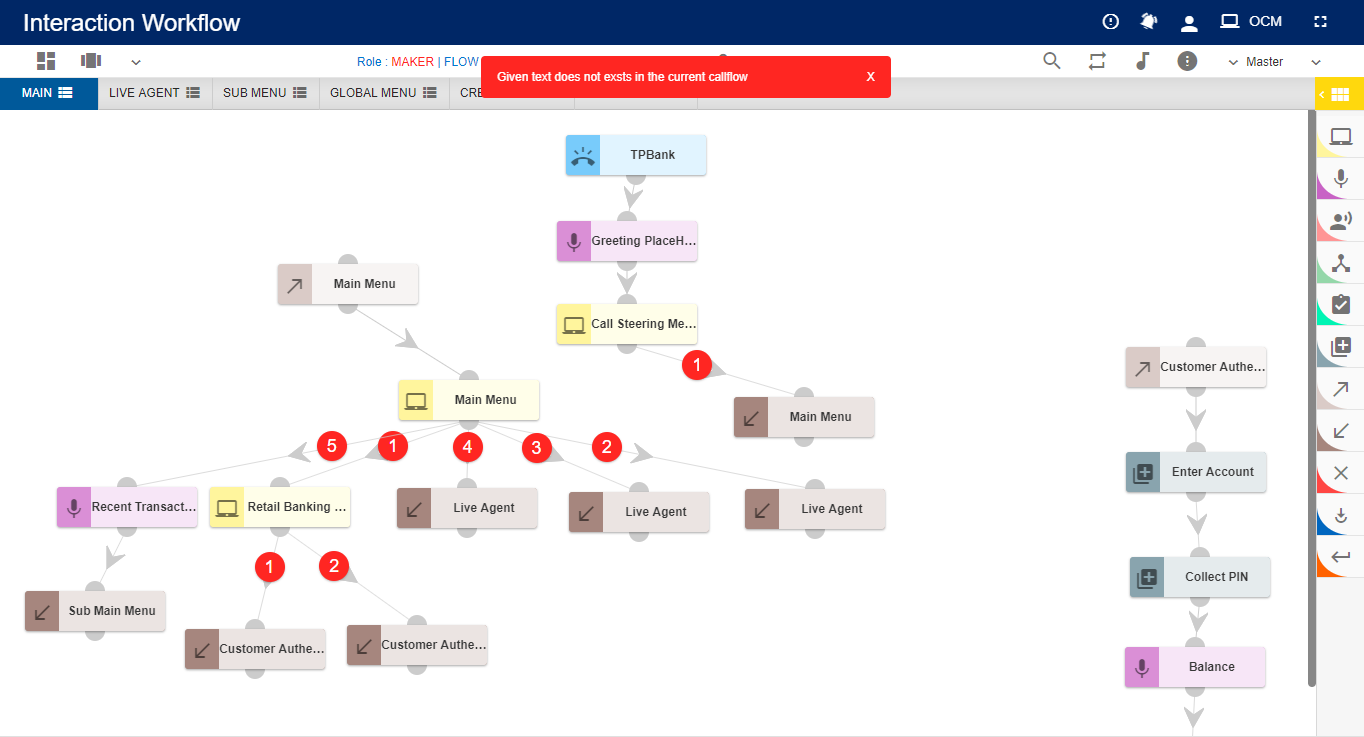 Interaction Workflow
OCM
Role : MAKER | FLOW
Given text does not exsts in the current callflow X
Master
MAIN LIVE AGENT SUB MENU GLOBAL MENU
TPBank
Greeting PlaceH...
Main Menu
Call Steering Me...
1
Customer Authe...
Main Menu
Main Menu
5 1 4 3 2
Enter Account
Recent Transact...
Retail Banking ...
Live Agent
Live Agent
Live Agent
1 2
Collect PIN
Sub Main Menu
Customer Authe...
Customer Authe...
Balance